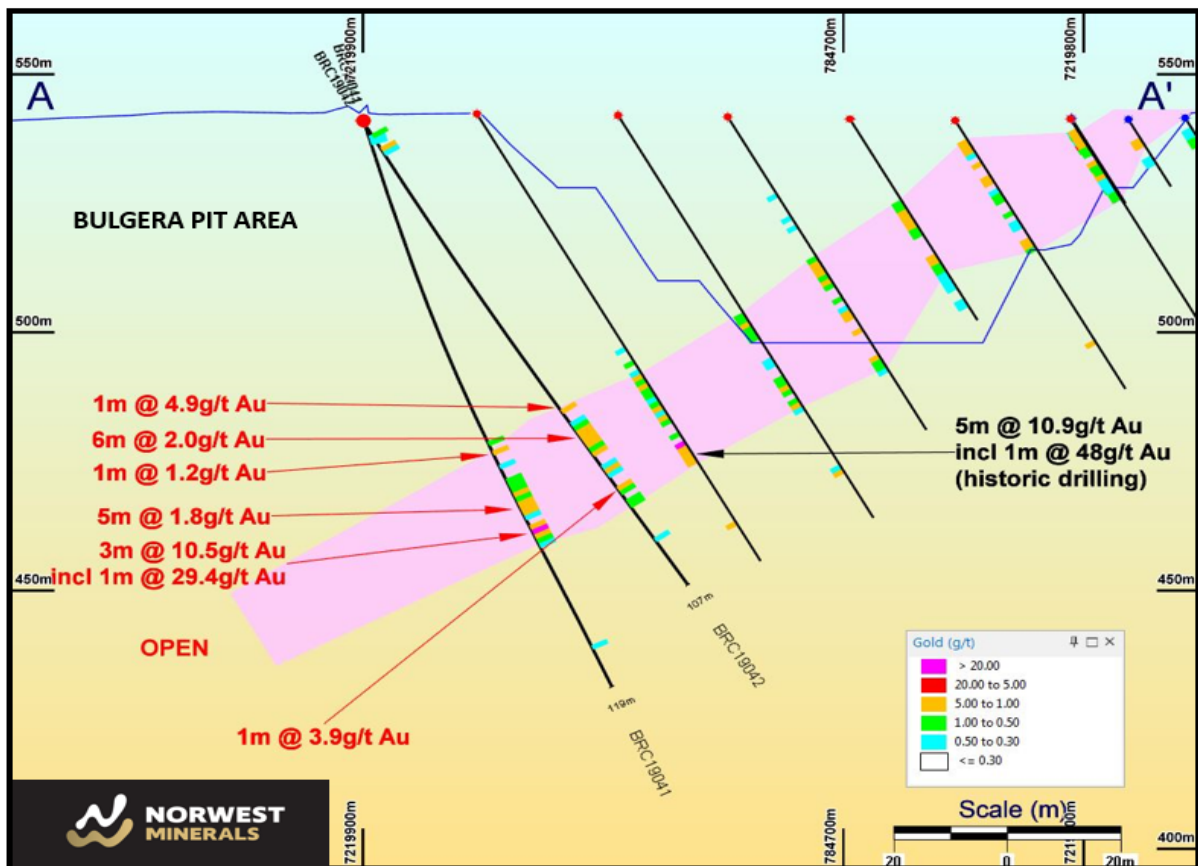 7219900m
784700m
7219800m
550m
550m
A
A'
BRC19041
BRC19042
BULGERA PIT AREA
500m
500m
1m @ 4.9g/t Au
6m @ 2.0g/t Au
1m @ 1.2g/t Au
5m @ 1.8g/t Au
3m @ 10.5g/t Au
incl 1m @ 29.4g/t Au
5m @ 10.9g/t Au
incl 1m @ 48g/t Au
(historic drilling)
450m
450m
OPEN
107m
BRC19042
119m
BRC19041
1m @ 3.9g/t Au
Gold (g/t)
> 20.00
20.00 to 5.00
5.00 to 1.00
1.00 to 0.50
0.50 to 0.30
<= 0.30
NORWEST
MINERALS
Scale (m)
20
0
20m
7219900m
784700m
7219800m
400m